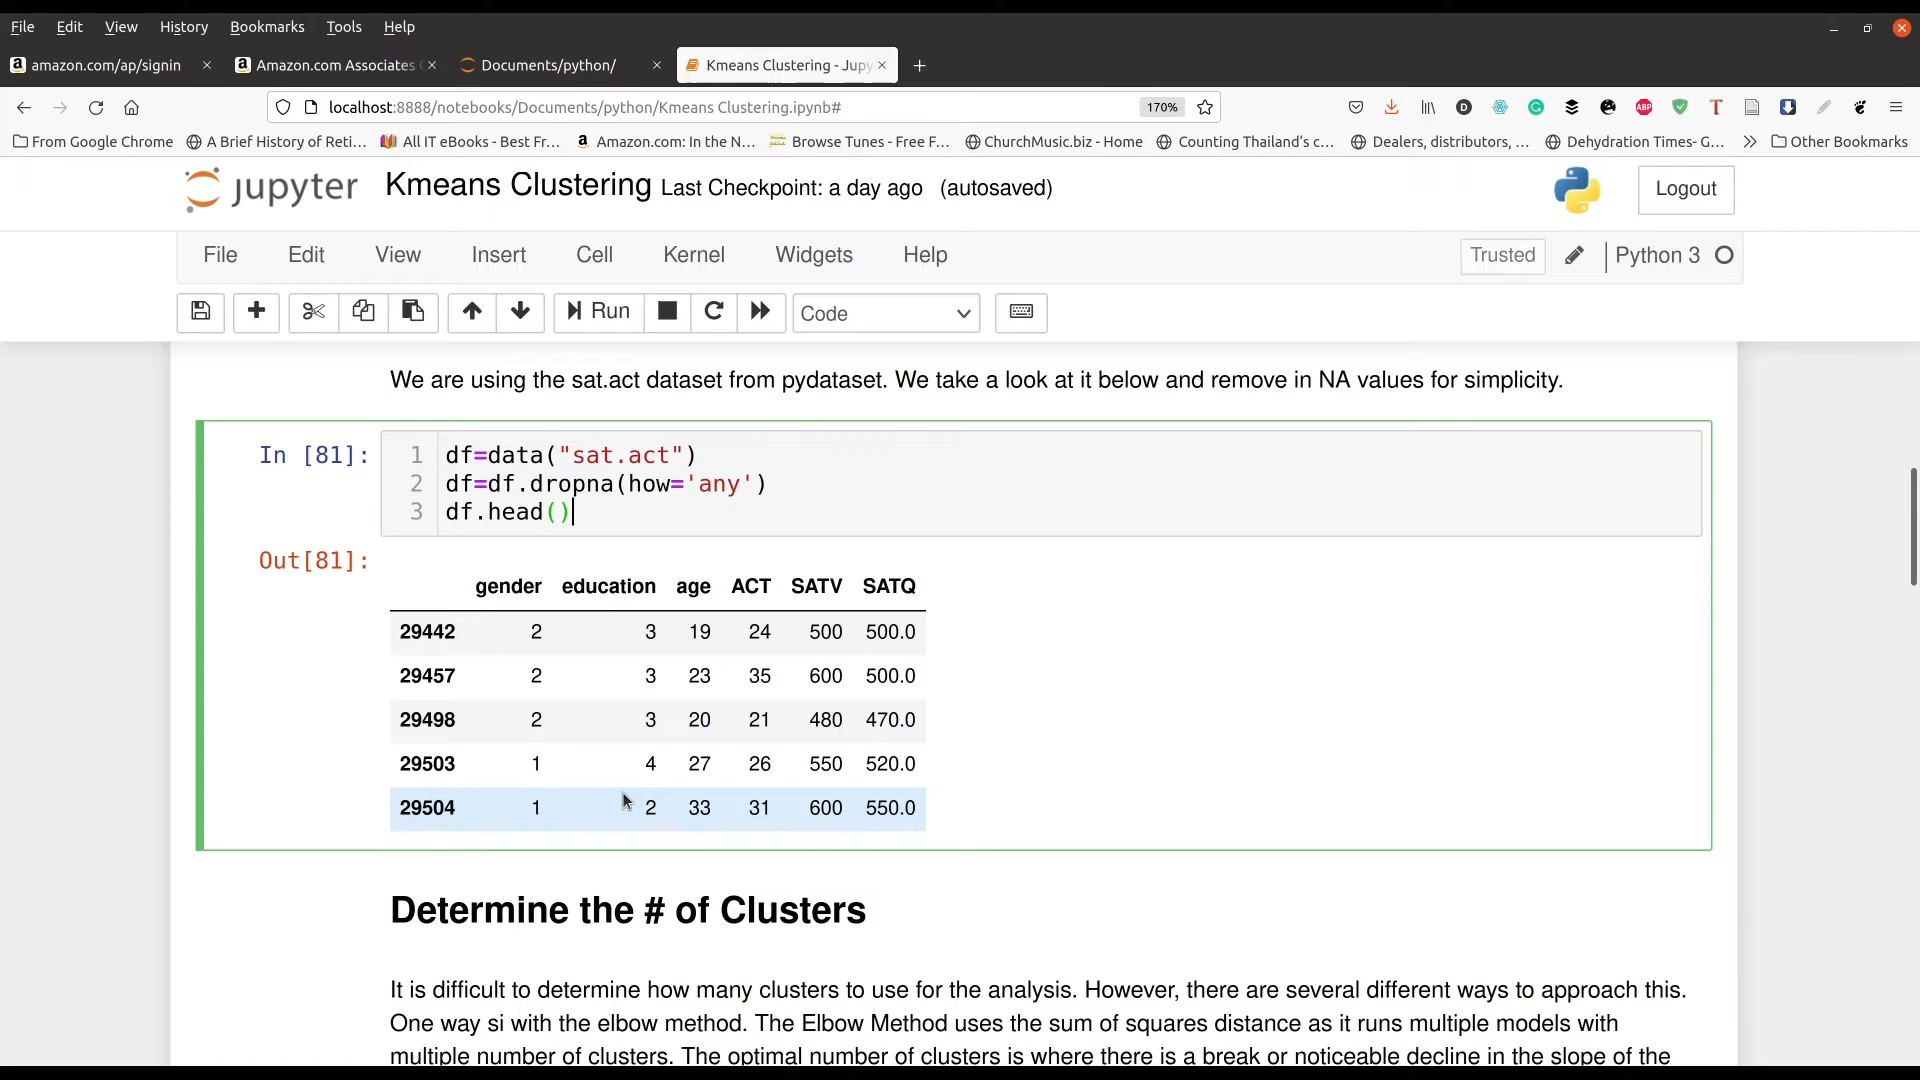 File Edit View History Bookmarks Tools Help
amazon.com/ap/signin Amazon.com Associates Documents/python/ Kmeans Clustering - Jupy
localhost:8888/notebooks/Documents/python/Kmeans Clustering.ipynb# 170%
From Google Chrome A Brief History of Reti... All IT eBooks - Best Fr... Amazon.com: In the N... Browse Tunes - Free F... ChurchMusic.biz - Home Counting Thailand's c... Dealers, distributors, ... Dehydration Times- G... Other Bookmarks
jupyter Kmeans Clustering Last Checkpoint: a day ago (autosaved) Logout
File Edit View Insert Cell Kernel Widgets Help Trusted Python 3
Run Code
We are using the sat.act dataset from pydataset. We take a look at it below and remove in NA values for simplicity.
In [81]: 1 df=data("sat.act")
2 df=df.dropna(how='any')
3 df.head()
Out[81]:
gender education age ACT SATV SATQ
29442 2 3 19 24 500 500.0
29457 2 3 23 35 600 500.0
29498 2 3 20 21 480 470.0
29503 1 4 27 26 550 520.0
29504 1 2 33 31 600 550.0
Determine the # of Clusters
It is difficult to determine how many clusters to use for the analysis. However, there are several different ways to approach this.
One way si with the elbow method. The Elbow Method uses the sum of squares distance as it runs multiple models with
multiple number of clusters. The optimal number of clusters is where there is a break or noticeable decline in the slope of the